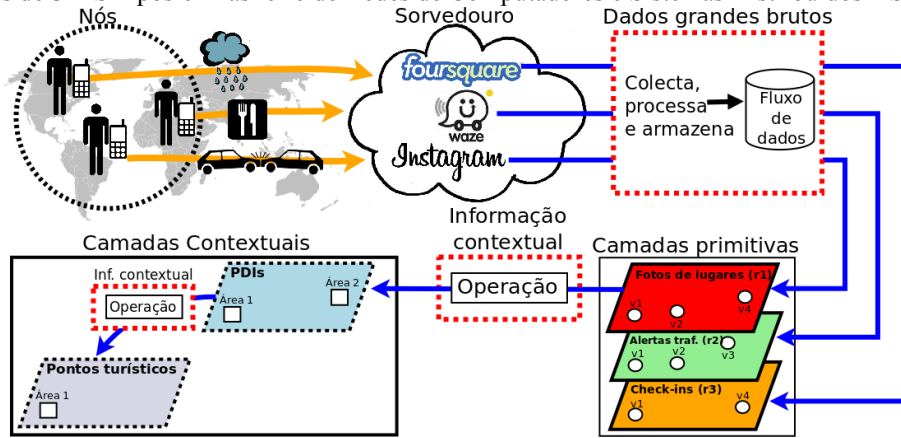 Nós
Sorvedouro
Dados grandes brutos
foursquare
waze
Instagram
Colecta,
processa
e armazena
Fluxo
de
dados
Camadas Contextuais
Informação
contextual
Camadas primitivas
Inf. contextual
Operação
PDIs
Área 1
Área 2
Operação
Pontos turísticos
Área 1
Fotos de lugares (r1)
v1
v2
v4
Alertas traf. (r2)
v1
v2
v3
Check-ins (r3)
v1
v4